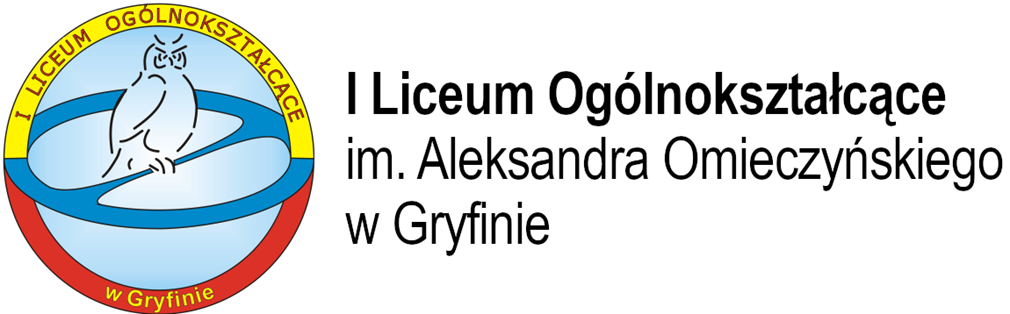 I LICEUM OGÓLNOKSZTAŁCĄCE
w Gryfinie
I Liceum Ogólnokształcące
im. Aleksandra Omieczyńskiego
w Gryfinie